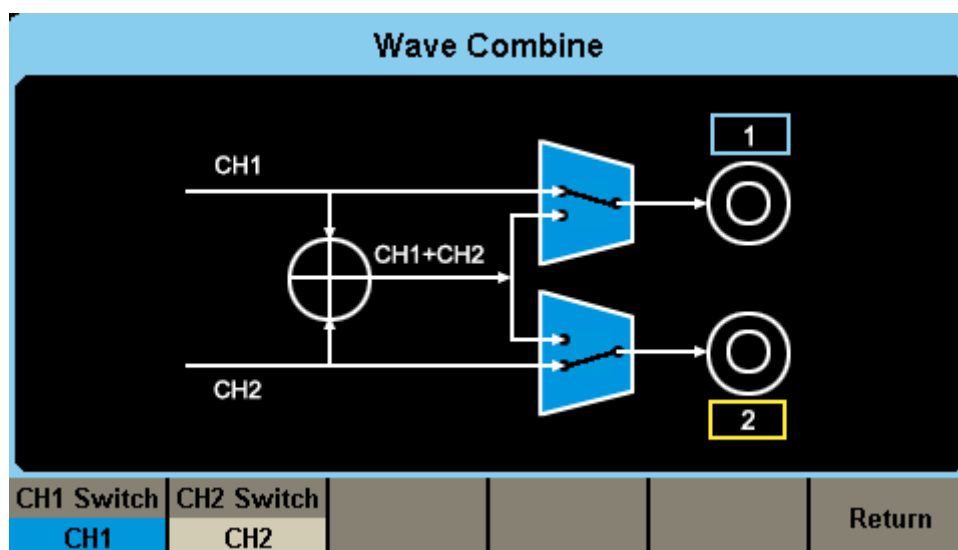 Wave Combine
1
CH1
CH1+CH2
CH2
2
CH1 Switch CH2 Switch
CH1 CH2
Return